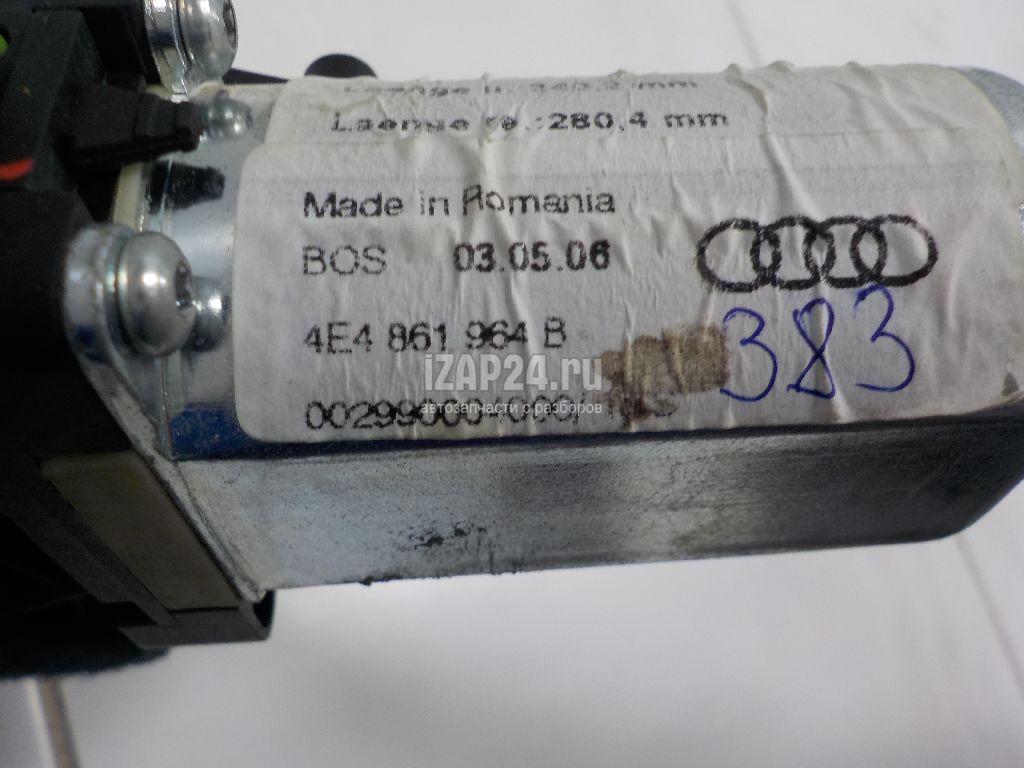 Laenge re.:280,4 mm
Made in Romania
BOS 03.05.06
4E4 861 964 B
383
iZAP24.ru
автозапчасти с разборов